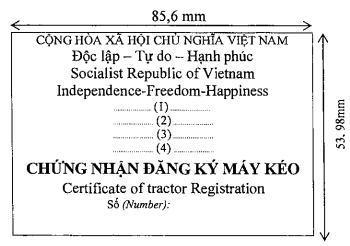 85,6 mm
CỘNG HÒA XÃ HỘI CHỦ NGHĨA VIỆT NAM
Độc lập – Tự do – Hạnh phúc
Socialist Republic of Vietnam
Independence-Freedom-Happiness
............(1)............
............(2)............
............(3)............
............(4)............
CHỨNG NHẬN ĐĂNG KÝ MÁY KÉO
Certificate of tractor Registration
Số (Number):
53, 98mm